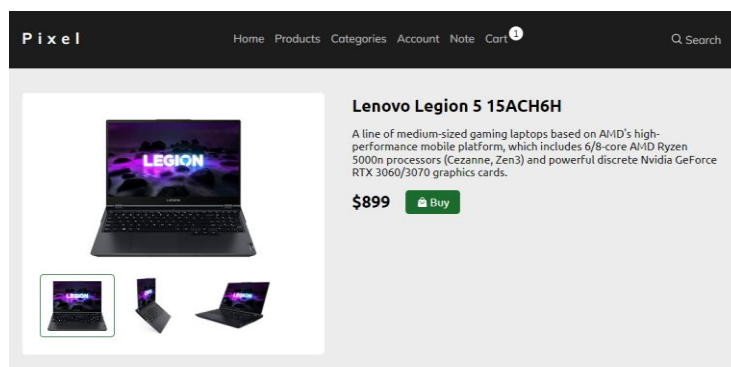 Pixel
Home Products Categories Account Note Cart 1
Search
Lenovo Legion 5 15ACH6H
A line of medium-sized gaming laptops based on AMD's high-
performance mobile platform, which includes 6/8-core AMD Ryzen
5000n processors (Cezanne, Zen3) and powerful discrete Nvidia GeForce
RTX 3060/3070 graphics cards.
$899
Buy
LEGION
LEGION
LEGION